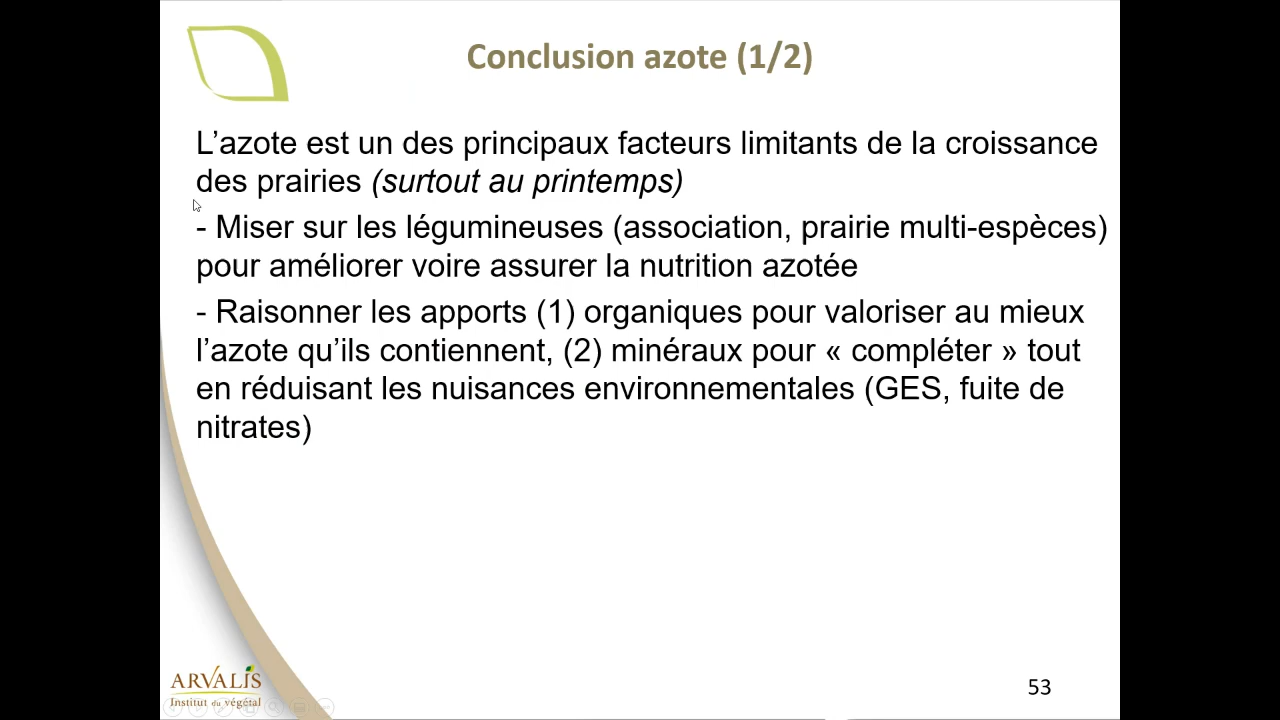 Conclusion azote (1/2)
L’azote est un des principaux facteurs limitants de la croissance
des prairies (surtout au printemps)
- Miser sur les légumineuses (association, prairie multi-espèces)
pour améliorer voire assurer la nutrition azotée
- Raisonner les apports (1) organiques pour valoriser au mieux
l’azote qu’ils contiennent, (2) minéraux pour « compléter » tout
en réduisant les nuisances environnementales (GES, fuite de
nitrates)
ARVALIS
Institut du végétal
53